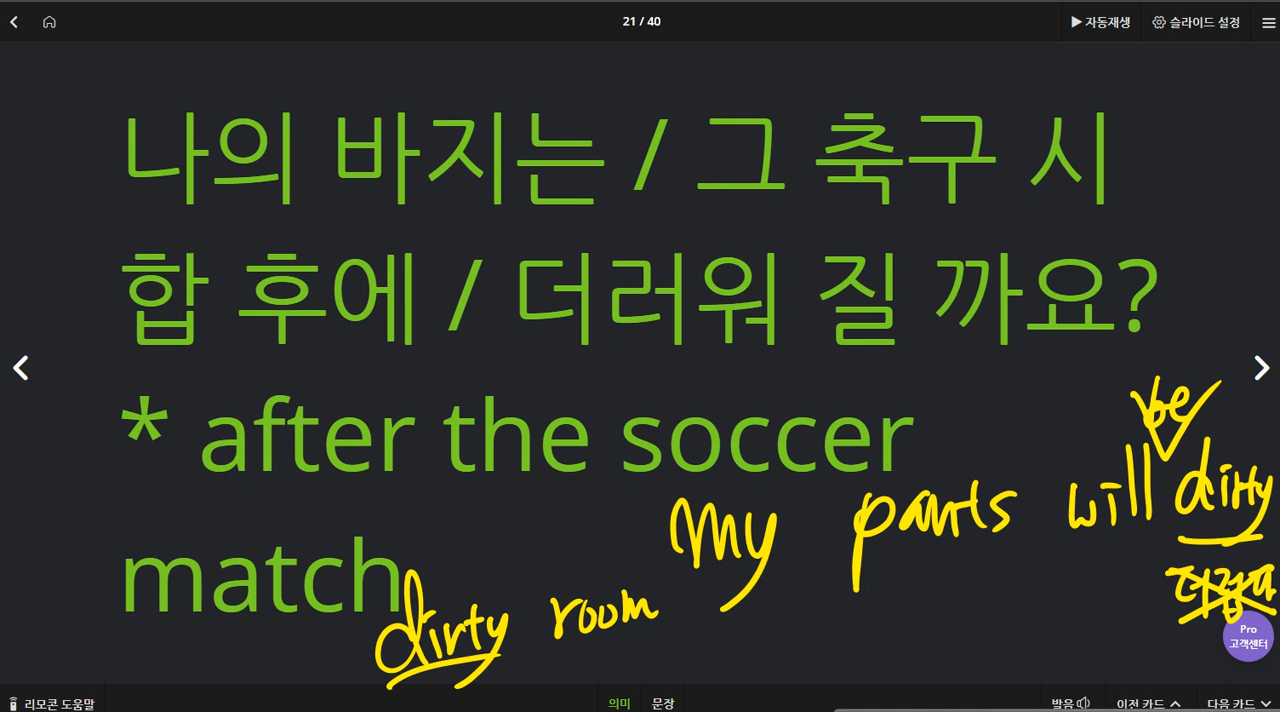 21 / 40
▶ 자동재생
슬라이드 설정
나의 바지는 / 그 축구 시
합 후에 / 더러워 질 까요?
* after the soccer
match
be
My pants will dirty
더럽다
dirty room
Pro
고객센터
리모콘 도움말
의미
문장
발음
이전 카드
다음 카드